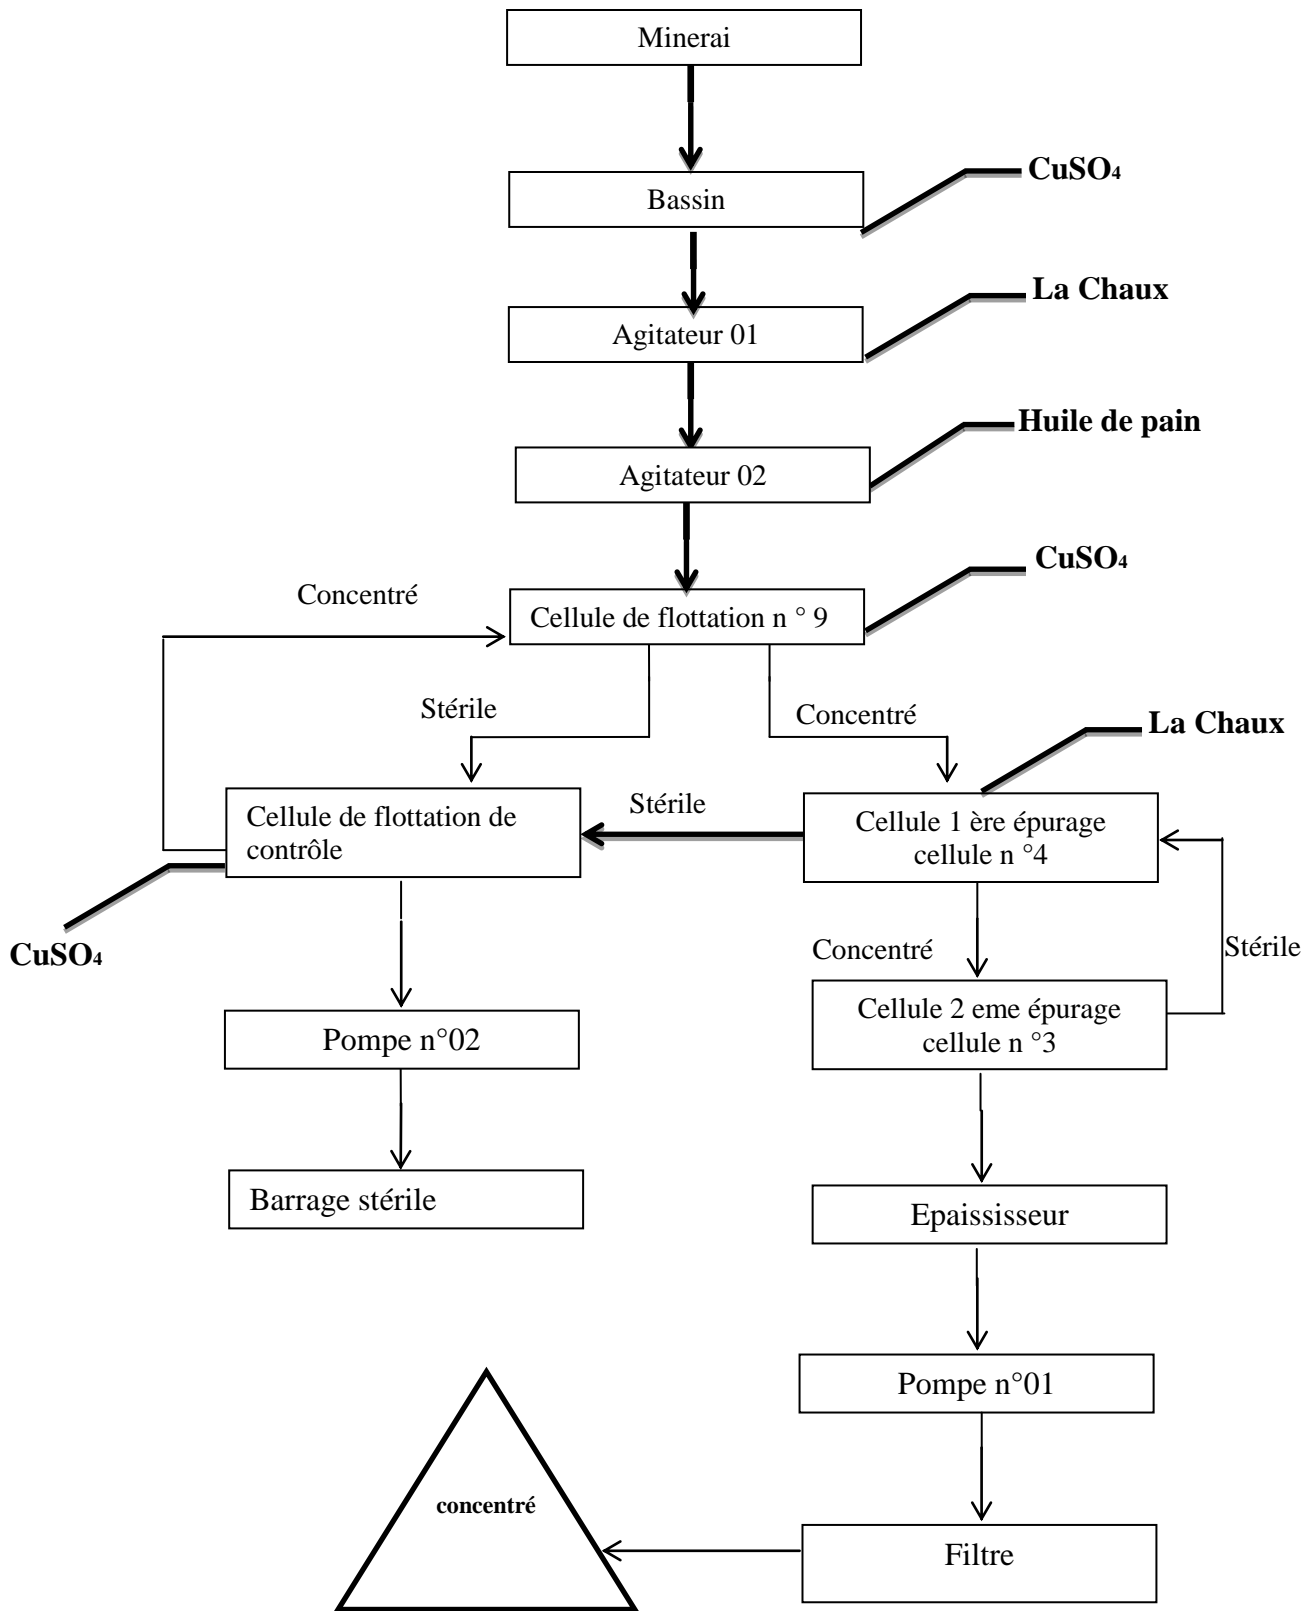 Minerai
CuSO4
Bassin
La Chaux
Agitateur 01
Huile de pain
Agitateur 02
CuSO4
Concentré
Cellule de flottation n ° 9
Stérile
Concentré
La Chaux
Cellule de flottation de
contrôle
Stérile
Cellule 1 ère épurage
cellule n °4
CuSO4
Concentré
Stérile
Cellule 2 eme épurage
cellule n °3
Pompe n°02
Barrage stérile
Epaississeur
Pompe n°01
concentré
Filtre